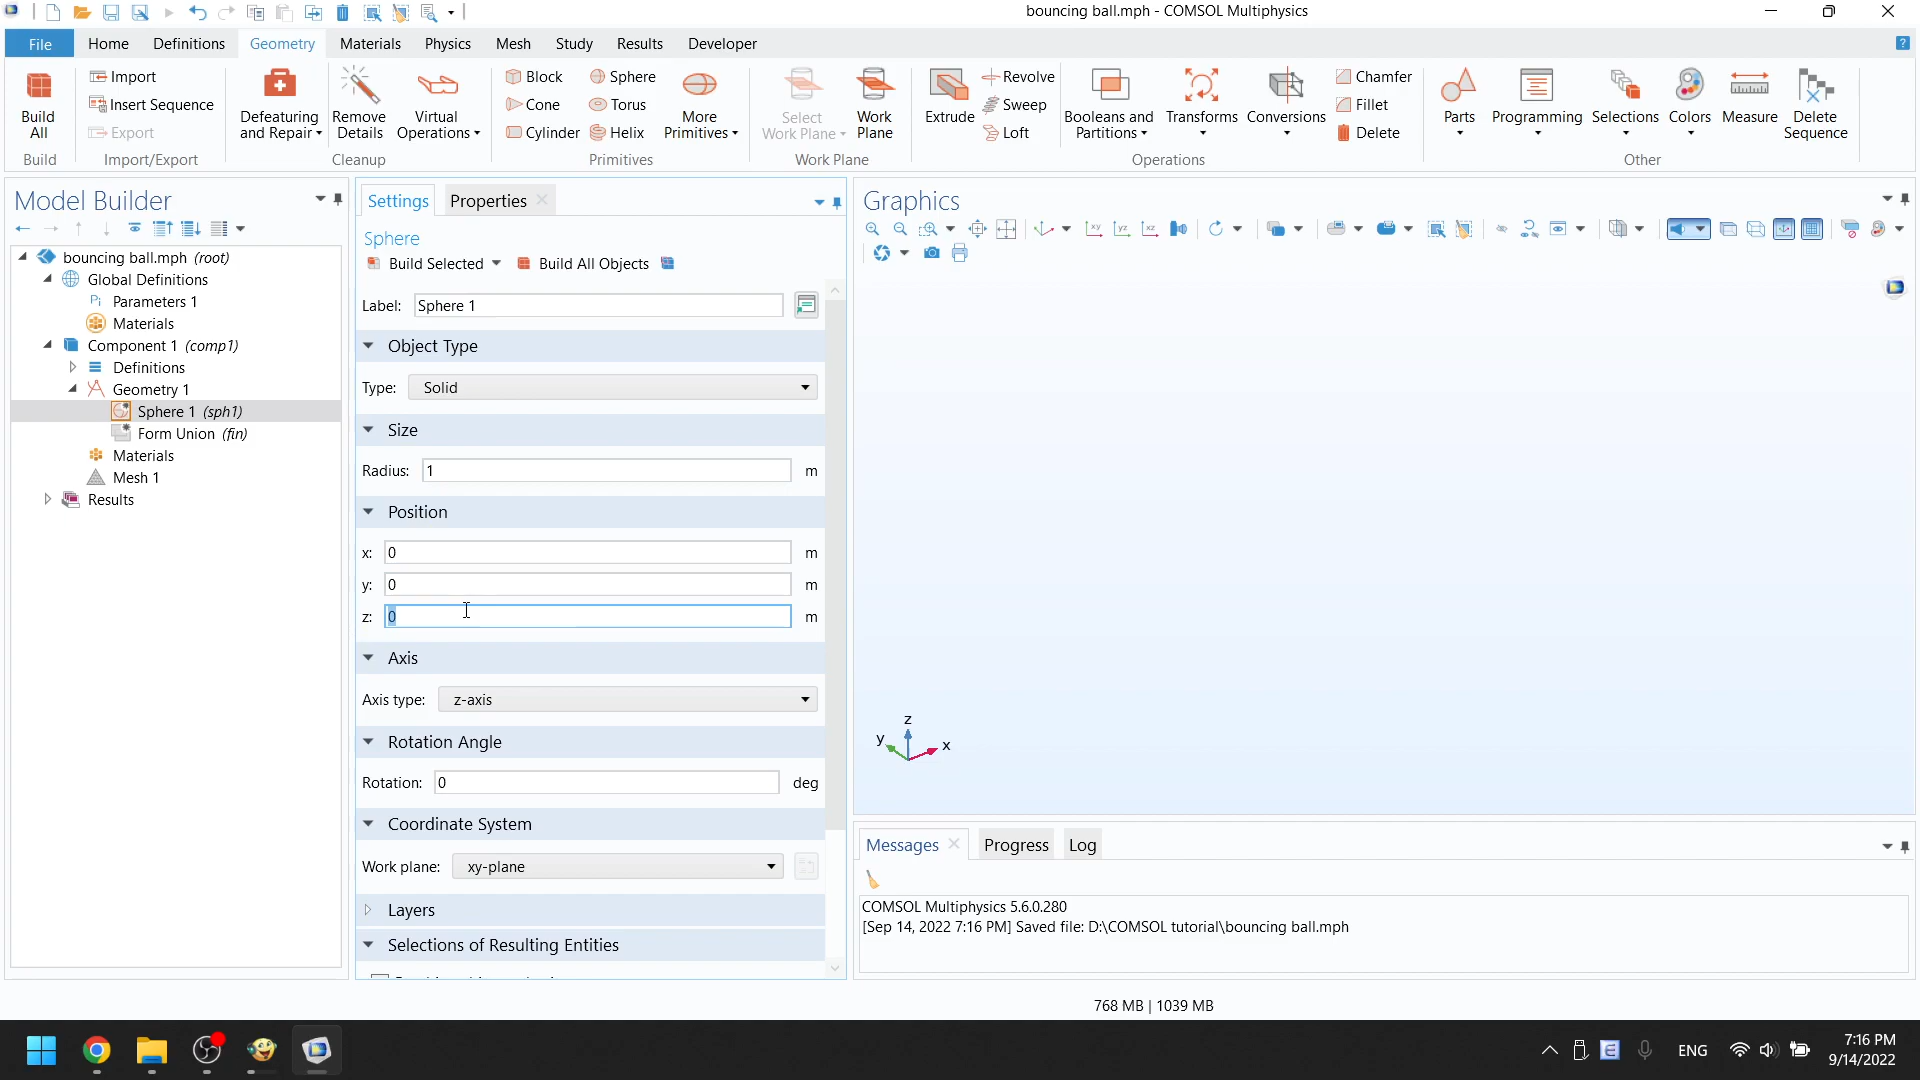 bouncing ball.mph - COMSOL Multiphysics
File Home Definitions Geometry Materials Physics Mesh Study Results Developer
Build All
Build
Import
Insert Sequence
Export
Import/Export
Defeaturing and Repair
Remove Details
Virtual Operations
Cleanup
Block Sphere
Cone Torus
Cylinder Helix
More Primitives
Primitives
Select Work Plane
Work Plane
Work Plane
Extrude
Revolve
Sweep
Loft
Booleans and Partitions
Transforms
Conversions
Chamfer
Fillet
Delete
Operations
Parts
Programming
Selections
Colors
Measure
Delete Sequence
Other
Model Builder
bouncing ball.mph (root)
Global Definitions
Pi Parameters 1
Materials
Component 1 (comp1)
Definitions
Geometry 1
Sphere 1 (sph1)
Form Union (fin)
Materials
Mesh 1
Results
Settings Properties
Sphere
Build Selected Build All Objects
Label: Sphere 1
Object Type
Type: Solid
Size
Radius: 1 m
Position
x: 0 m
y: 0 m
z: 0 m
Axis
Axis type: z-axis
Rotation Angle
Rotation: 0 deg
Coordinate System
Work plane: xy-plane
Layers
Selections of Resulting Entities
Graphics
xy yz xz
z
y
x
Messages Progress Log
COMSOL Multiphysics 5.6.0.280
[Sep 14, 2022 7:16 PM] Saved file: D:\COMSOL tutorial\bouncing ball.mph
768 MB | 1039 MB
ENG
7:16 PM
9/14/2022